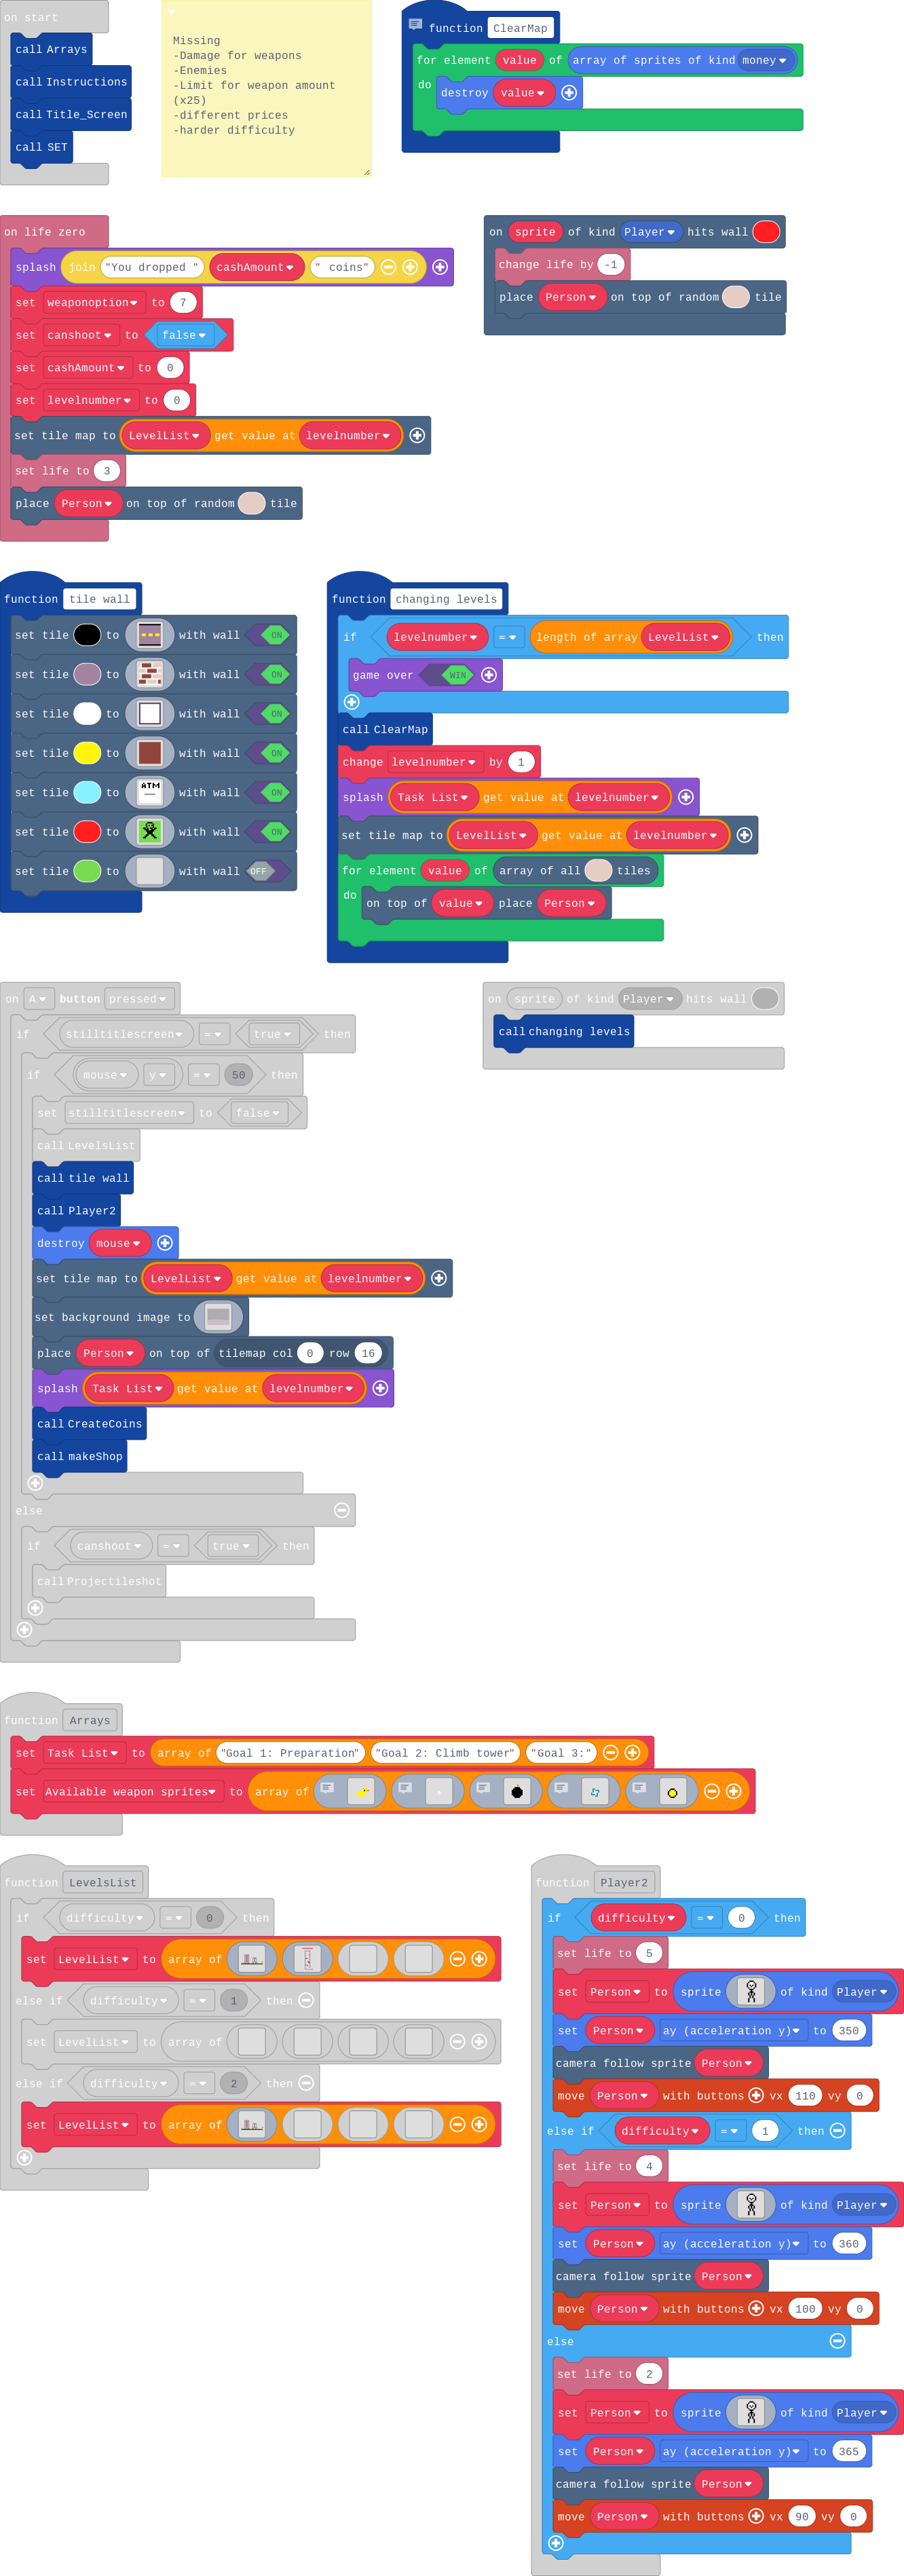 on start
call Arrays
call Instructions
call Title_Screen
call SET
Missing
-Damage for weapons
-Enemies
-Limit for weapon amount
(x25)
-different prices
-harder difficulty
function ClearMap
for element value of array of sprites of kind money
do destroy value
on life zero
splash join "You dropped " cashAmount " coins"
set weaponoption to 7
set canshoot to false
set cashAmount to 0
set levelnumber to 0
set tile map to LevelList get value at levelnumber
set life to 3
place Person on top of random tile
on sprite of kind Player hits wall
change life by -1
place Person on top of random tile
function tile wall
set tile to with wall ON
set tile to with wall ON
set tile to with wall ON
set tile to with wall ON
set tile to ATM with wall ON
set tile to with wall ON
set tile to with wall OFF
function changing levels
if levelnumber = length of array LevelList then
game over WIN
call ClearMap
change levelnumber by 1
splash Task List get value at levelnumber
set tile map to LevelList get value at levelnumber
for element value of array of all tiles
do on top of value place Person
on A button pressed
if stilltitlescreen = true then
if mouse y = 50 then
set stilltitlescreen to false
call LevelsList
call tile wall
call Player2
destroy mouse
set tile map to LevelList get value at levelnumber
set background image to
place Person on top of tilemap col 0 row 16
splash Task List get value at levelnumber
call CreateCoins
call makeShop
else
if canshoot = true then
call Projectileshot
on sprite of kind Player hits wall
call changing levels
function Arrays
set Task List to array of "Goal 1: Preparation" "Goal 2: Climb tower" "Goal 3:"
set Available weapon sprites to array of
function LevelsList
if difficulty = 0 then
set LevelList to array of
else if difficulty = 1 then
set LevelList to array of
else if difficulty = 2 then
set LevelList to array of
function Player2
if difficulty = 0 then
set life to 5
set Person to sprite of kind Player
set Person ay (acceleration y) to 350
camera follow sprite Person
move Person with buttons vx 110 vy 0
else if difficulty = 1 then
set life to 4
set Person to sprite of kind Player
set Person ay (acceleration y) to 360
camera follow sprite Person
move Person with buttons vx 100 vy 0
else
set life to 2
set Person to sprite of kind Player
set Person ay (acceleration y) to 365
camera follow sprite Person
move Person with buttons vx 90 vy 0